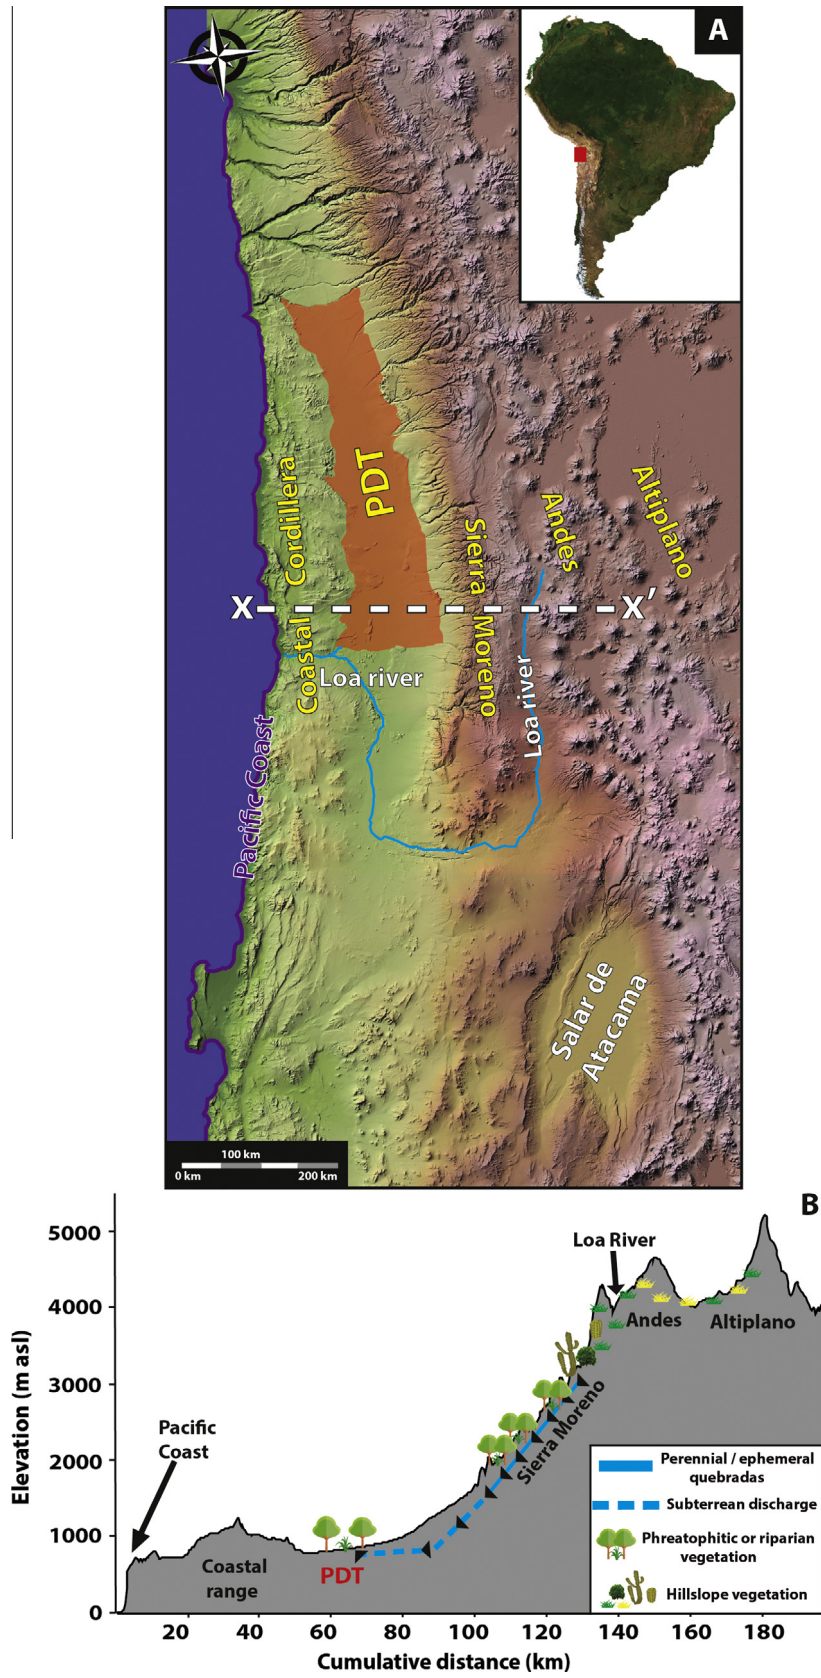 A
PDT
Coastal Cordillera
Sierra Moreno
Andes
Altiplano
X
X′
Loa river
Loa river
Pacific Coast
Salar de
Atacama
100 km
0 km
200 km
B
5000
4000
3000
2000
1000
0
Elevation (m asl)
Loa River
Andes
Altiplano
Pacific
Coast
Sierra Moreno
Coastal
range
PDT
Perennial / ephemeral
quebradas
Subterrean discharge
Phreatophitic or riparian
vegetation
Hillslope vegetation
20
40
60
80
100
120
140
160
180
Cumulative distance (km)